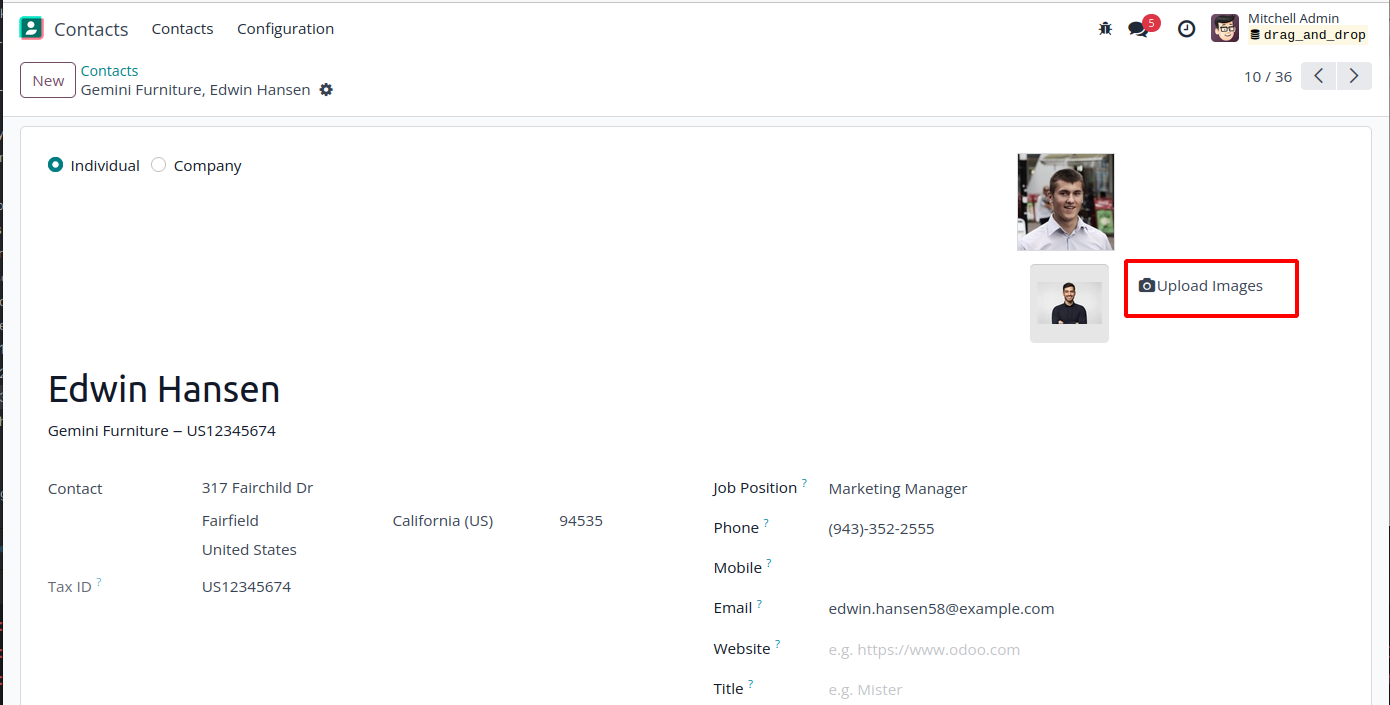 Contacts Contacts Configuration 5 Mitchell Admin
drag_and_drop
New Contacts
Gemini Furniture, Edwin Hansen 10 / 36
Individual Company
Upload Images
Edwin Hansen
Gemini Furniture – US12345674
Contact 317 Fairchild Dr
Fairfield California (US) 94535
United States
Tax ID ? US12345674
Job Position ? Marketing Manager
Phone ? (943)-352-2555
Mobile ?
Email ? edwin.hansen58@example.com
Website ? e.g. https://www.odoo.com
Title ? e.g. Mister